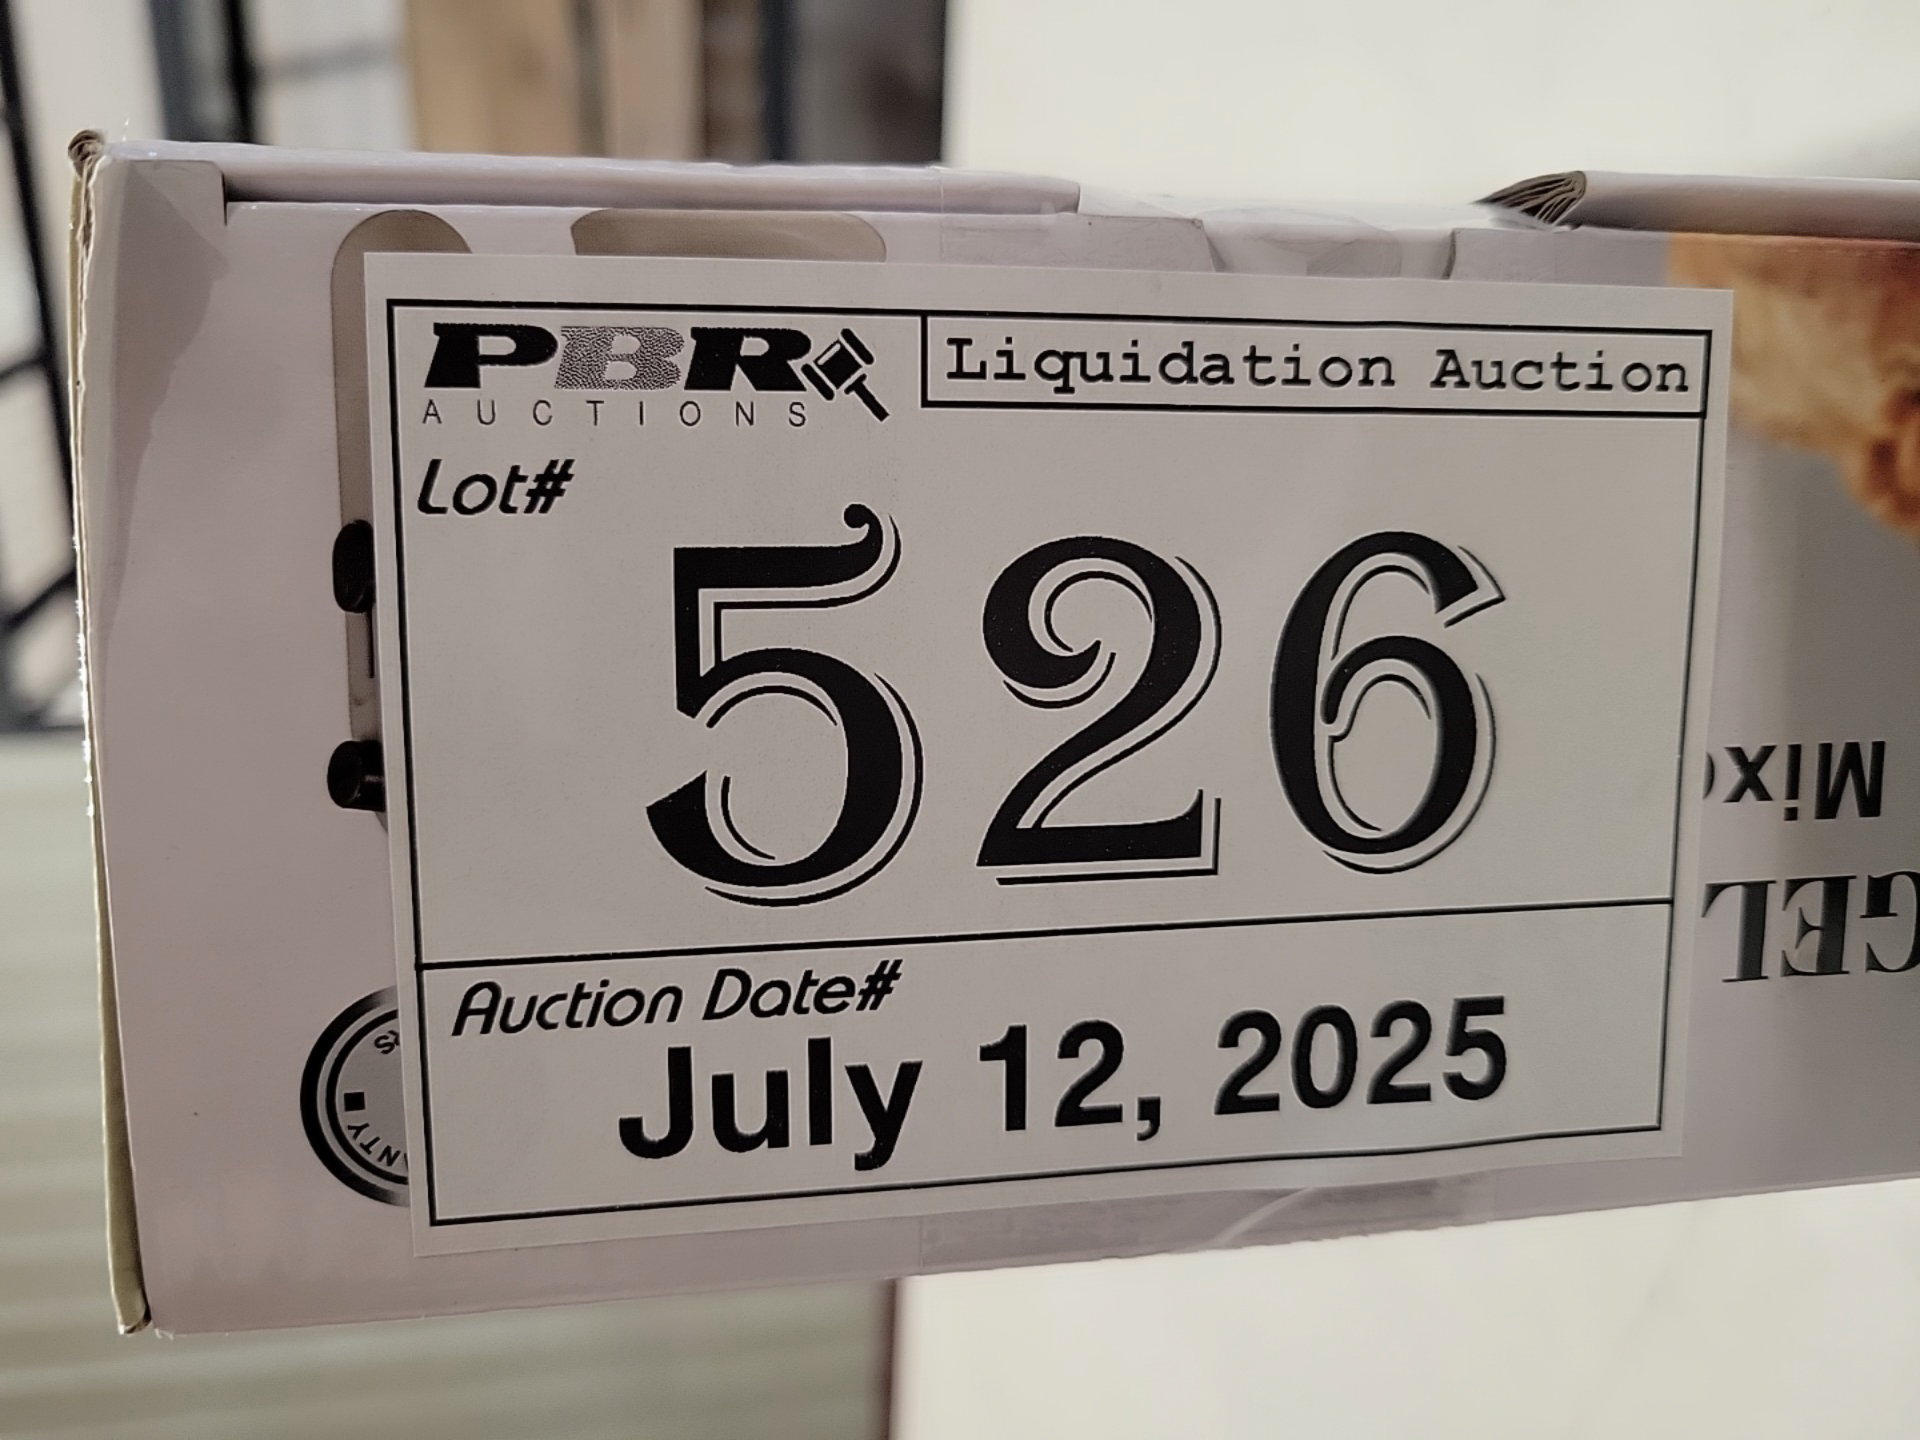 PBR
AUCTIONS
Liquidation Auction
Lot#
526
Auction Date#
July 12, 2025